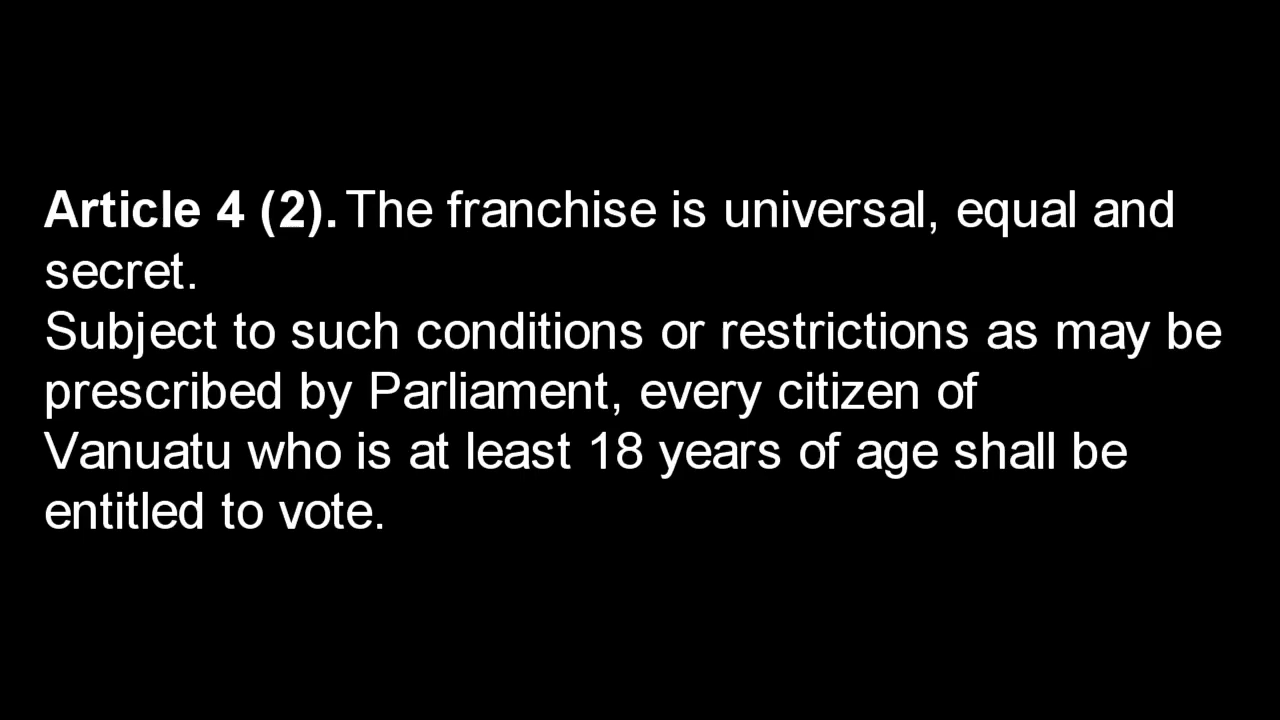 Article 4 (2). The franchise is universal, equal and
secret.
Subject to such conditions or restrictions as may be
prescribed by Parliament, every citizen of
Vanuatu who is at least 18 years of age shall be
entitled to vote.